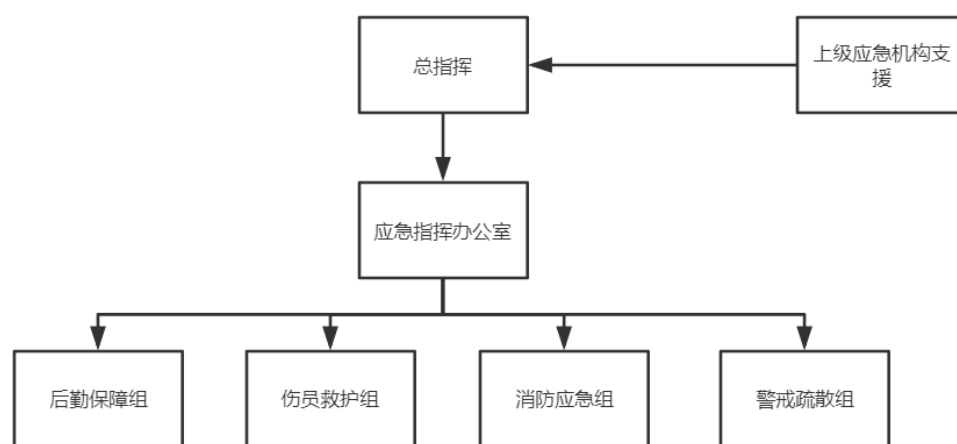 总指挥
上级应急机构支
援
应急指挥办公室
后勤保障组
伤员救护组
消防应急组
警戒疏散组